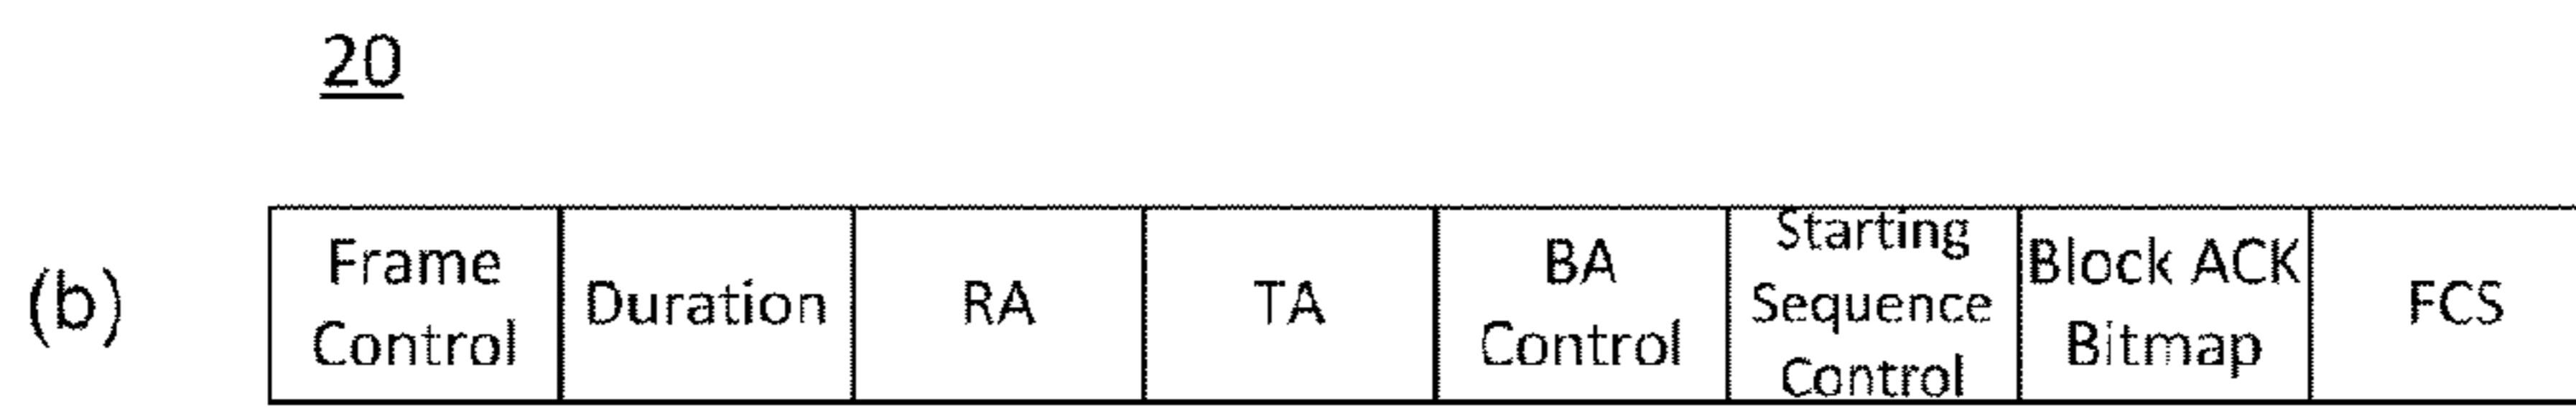 20
(b)
Frame
Control
Duration
RA
TA
BA
Control
Starting
Sequence
Control
Block ACK
Bitmap
FCS